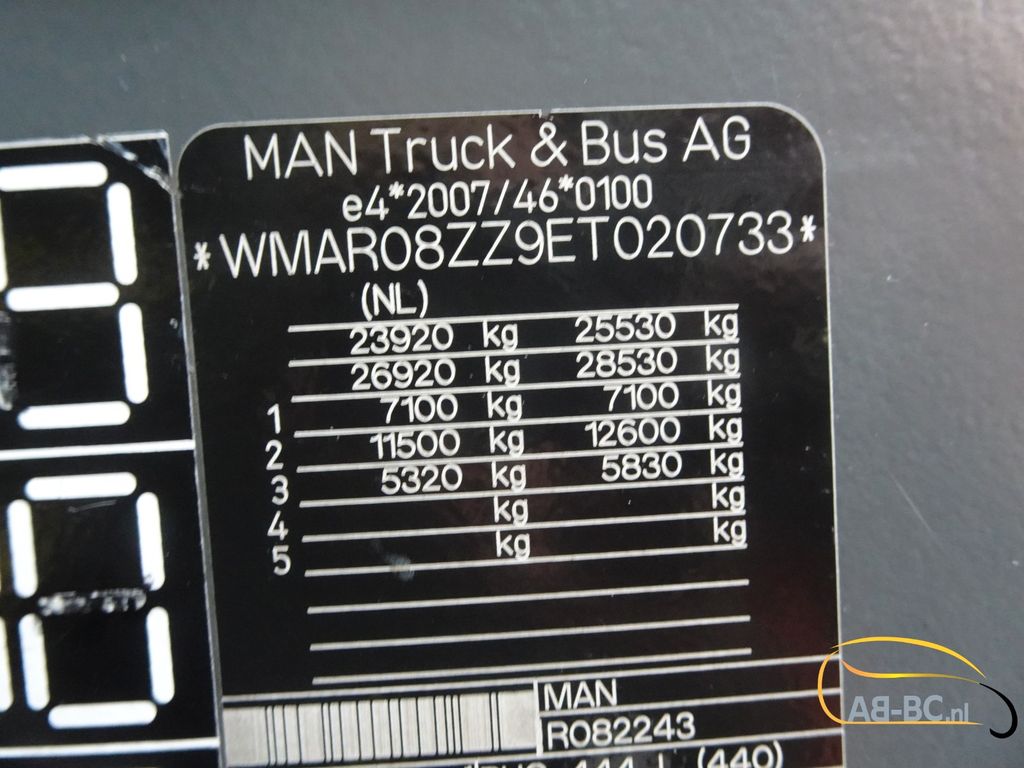 MAN Truck & Bus AG
e4*2007/46*0100
*WMAR08ZZ9ET020733*
(NL)
23920 kg 25530 kg
26920 kg 28530 kg
1 7100 kg 7100 kg
2 11500 kg 12600 kg
3 5320 kg 5830 kg
4 kg kg
5 kg kg
MAN
R082243
444 L (440)
AB-BC.nl